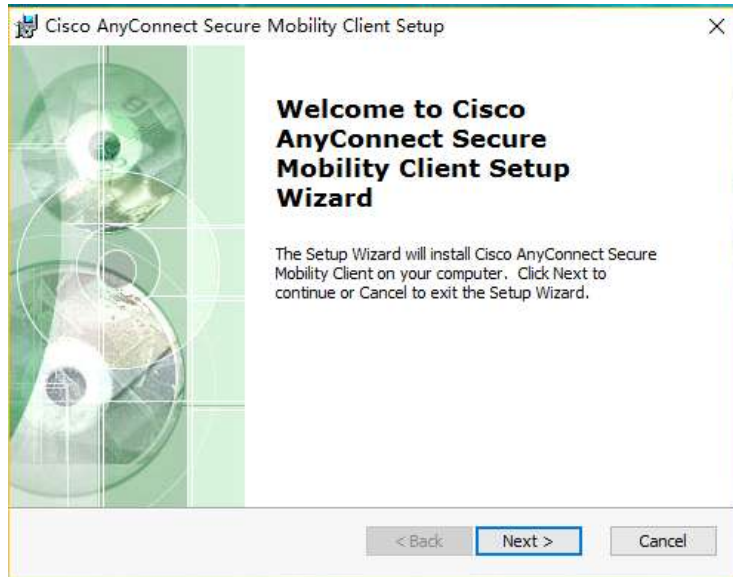 Cisco AnyConnect Secure Mobility Client Setup
Welcome to Cisco
AnyConnect Secure
Mobility Client Setup
Wizard
The Setup Wizard will install Cisco AnyConnect Secure
Mobility Client on your computer. Click Next to
continue or Cancel to exit the Setup Wizard.
< Back
Next >
Cancel